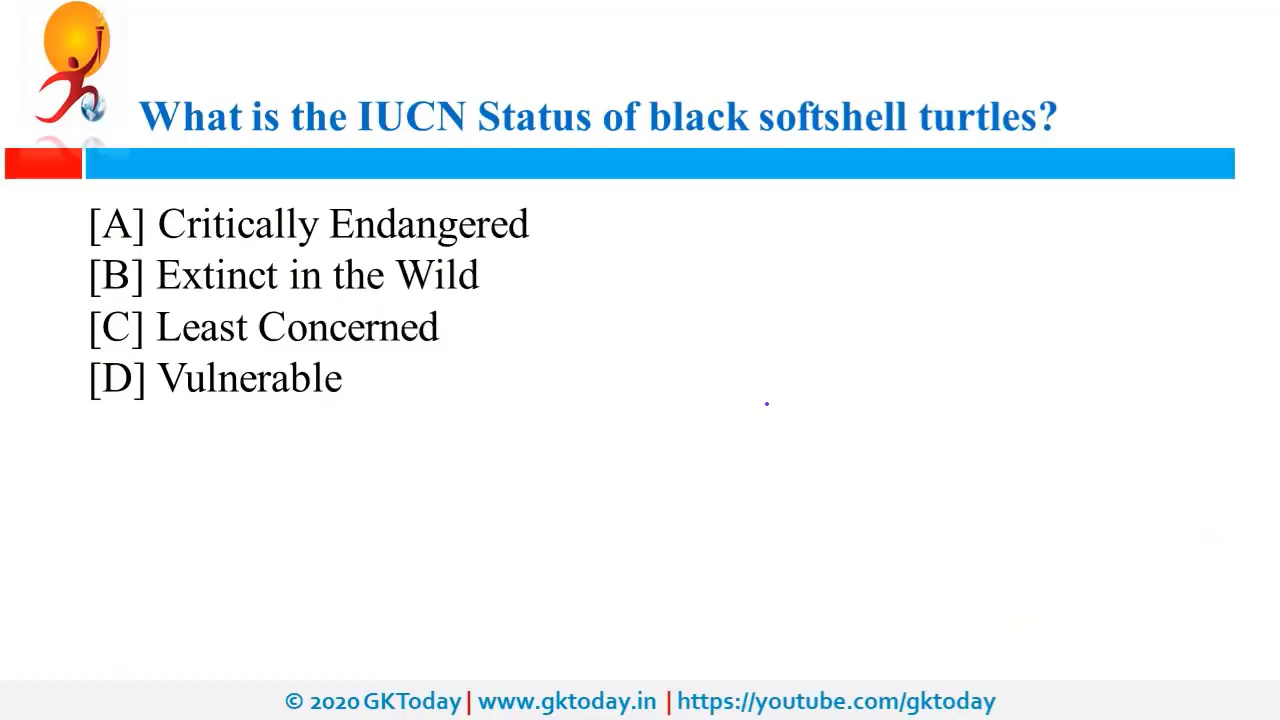 What is the IUCN Status of black softshell turtles?
[A] Critically Endangered
[B] Extinct in the Wild
[C] Least Concerned
[D] Vulnerable
© 2020 GKToday | www.gktoday.in | https://youtube.com/gktoday